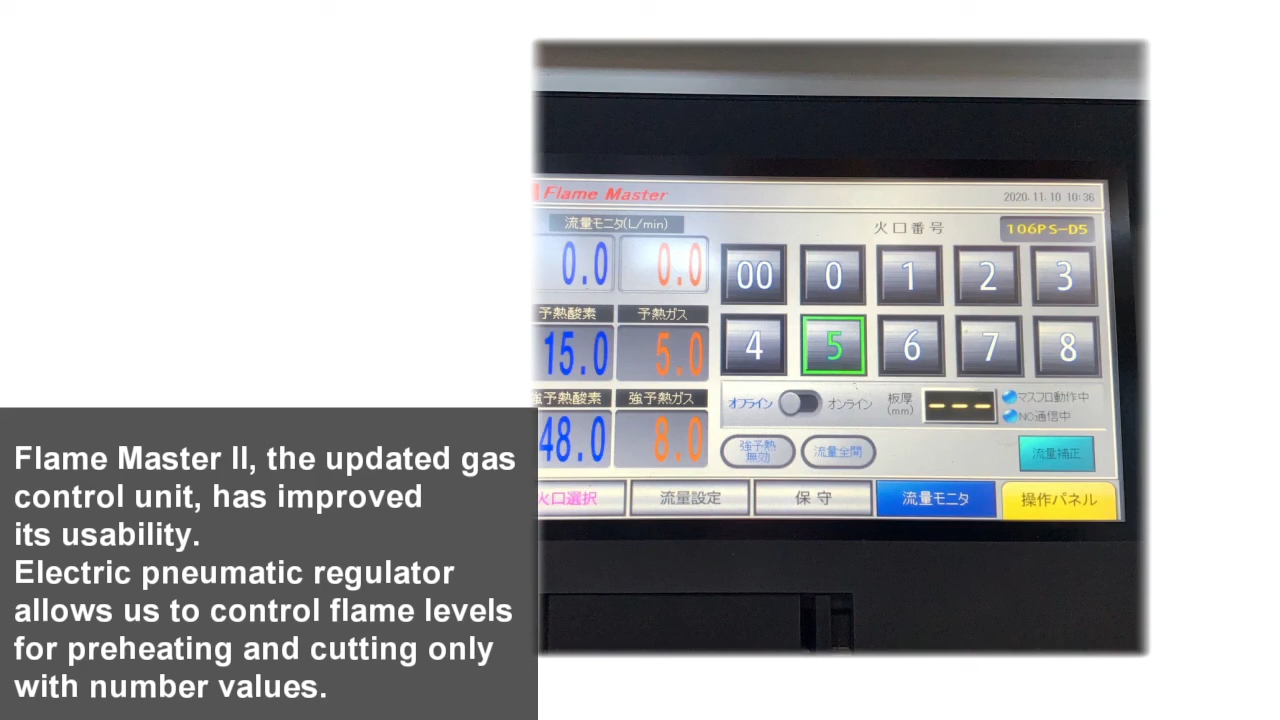 Flame Master
2020.11.10 10:36
流量モニタ(L/min)
火口番号
106PS-D5
0.0
0.0
00
0
1
2
3
予熱酸素
予熱ガス
15.0
5.0
4
5
6
7
8
強予熱酸素
強予熱ガス
オフライン
オンライン
板厚
(mm)
---
マスフロ動作中
NC通信中
48.0
8.0
強予熱
無効
流量全開
流量補正
火口選択
流量設定
保守
流量モニタ
操作パネル
Flame Master II, the updated gas
control unit, has improved
its usability.
Electric pneumatic regulator
allows us to control flame levels
for preheating and cutting only
with number values.